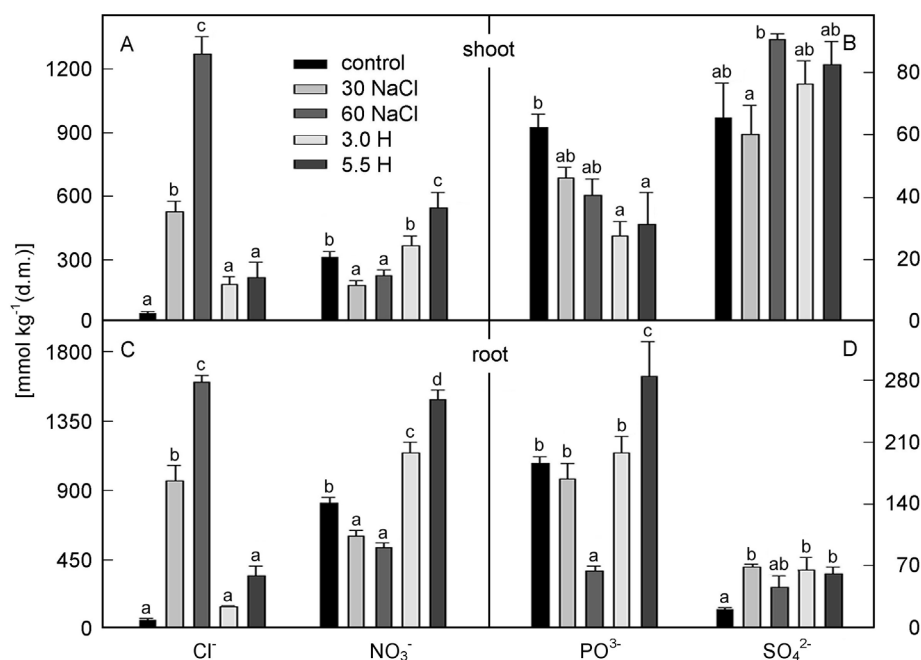 A
shoot
B
control
30 NaCl
60 NaCl
3.0 H
5.5 H
1200
900
600
300
0
80
60
40
20
0
a b c a a
b a a b c
b ab ab a a
ab a b ab ab
[mmol kg⁻¹(d.m.)]
C
root
D
1800
1350
900
450
0
280
210
140
70
0
a b c a a
b a a c d
b b a b c
a b ab b b
Cl⁻
NO₃⁻
PO³⁻
SO₄²⁻